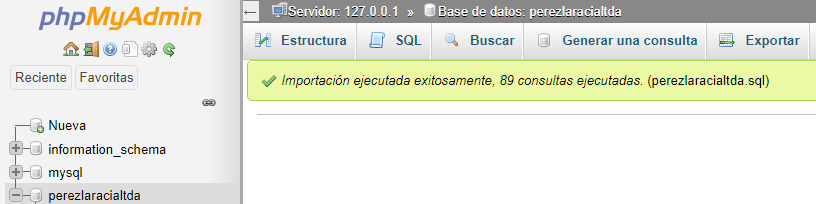 phpMyAdmin
Reciente Favoritas
Nueva
information_schema
mysql
perezlaracialtda
Servidor: 127.0.0.1 » Base de datos: perezlaracialtda
Estructura SQL Buscar Generar una consulta Exportar
Importación ejecutada exitosamente, 89 consultas ejecutadas. (perezlaracialtda.sql)